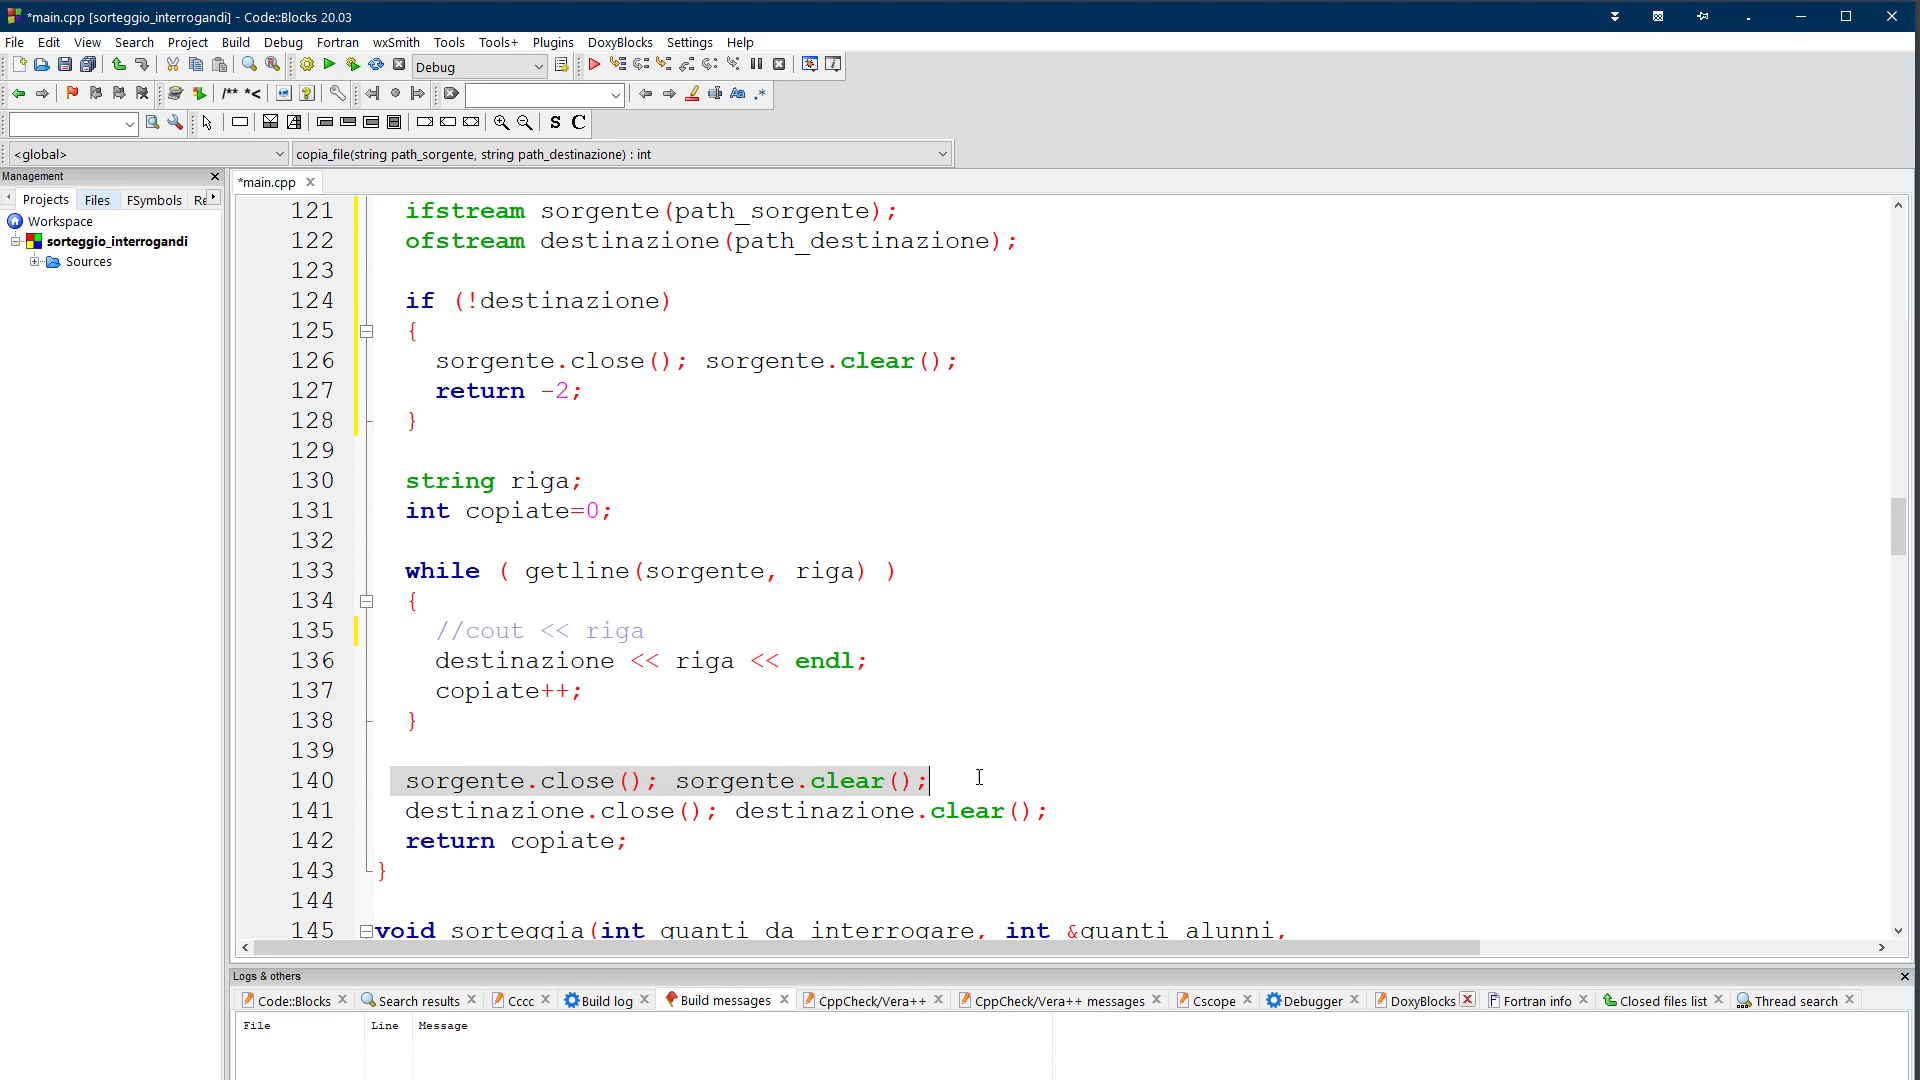 *main.cpp [sorteggio_interrogandi] - Code::Blocks 20.03
File Edit View Search Project Build Debug Fortran wxSmith Tools Tools+ Plugins DoxyBlocks Settings Help
Debug
/** *<
Aa .*
S C
<global> copia_file(string path_sorgente, string path_destinazione) : int
Management
*main.cpp
Projects Files FSymbols Re
Workspace
sorteggio_interrogandi
Sources
121 ifstream sorgente(path_sorgente);
122 ofstream destinazione(path_destinazione);
123
124 if (!destinazione)
125 {
126 sorgente.close(); sorgente.clear();
127 return -2;
128 }
129
130 string riga;
131 int copiate=0;
132
133 while ( getline(sorgente, riga) )
134 {
135 //cout << riga
136 destinazione << riga << endl;
137 copiate++;
138 }
139
140 sorgente.close(); sorgente.clear();
141 destinazione.close(); destinazione.clear();
142 return copiate;
143 }
144
145 void sorteggia(int quanti_da_interrogare, int &quanti_alunni,
Logs & others
Code::Blocks Search results Cccc Build log Build messages CppCheck/Vera++ CppCheck/Vera++ messages Cscope Debugger DoxyBlocks Fortran info Closed files list Thread search
File Line Message